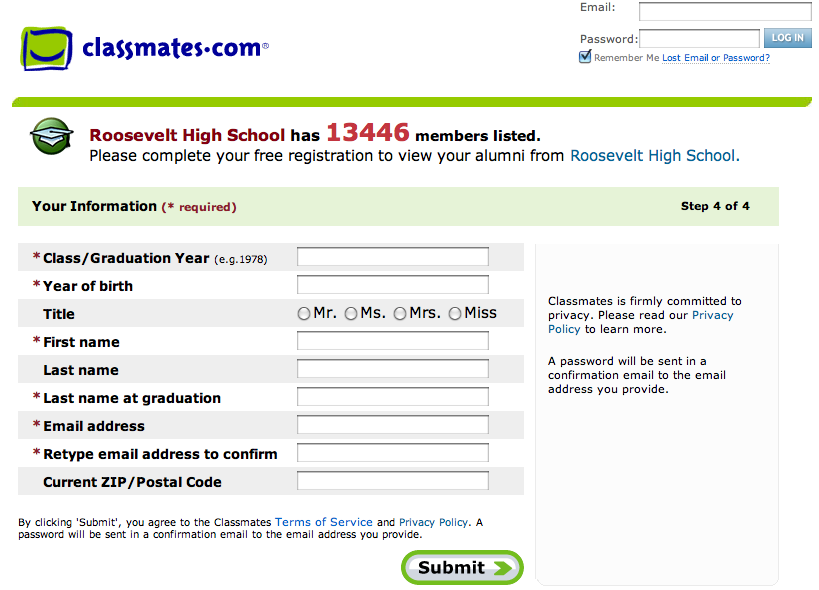 Email:
classmates.com®
Password: LOG IN
Remember Me Lost Email or Password?
Roosevelt High School has 13446 members listed.
Please complete your free registration to view your alumni from Roosevelt High School.
Your Information (* required) Step 4 of 4
* Class/Graduation Year (e.g.1978)
* Year of birth
Title Mr. Ms. Mrs. Miss
* First name
Last name
* Last name at graduation
* Email address
* Retype email address to confirm
Current ZIP/Postal Code
Classmates is firmly committed to
privacy. Please read our Privacy
Policy to learn more.
A password will be sent in a
confirmation email to the email
address you provide.
By clicking 'Submit', you agree to the Classmates Terms of Service and Privacy Policy. A
password will be sent in a confirmation email to the email address you provide.
Submit